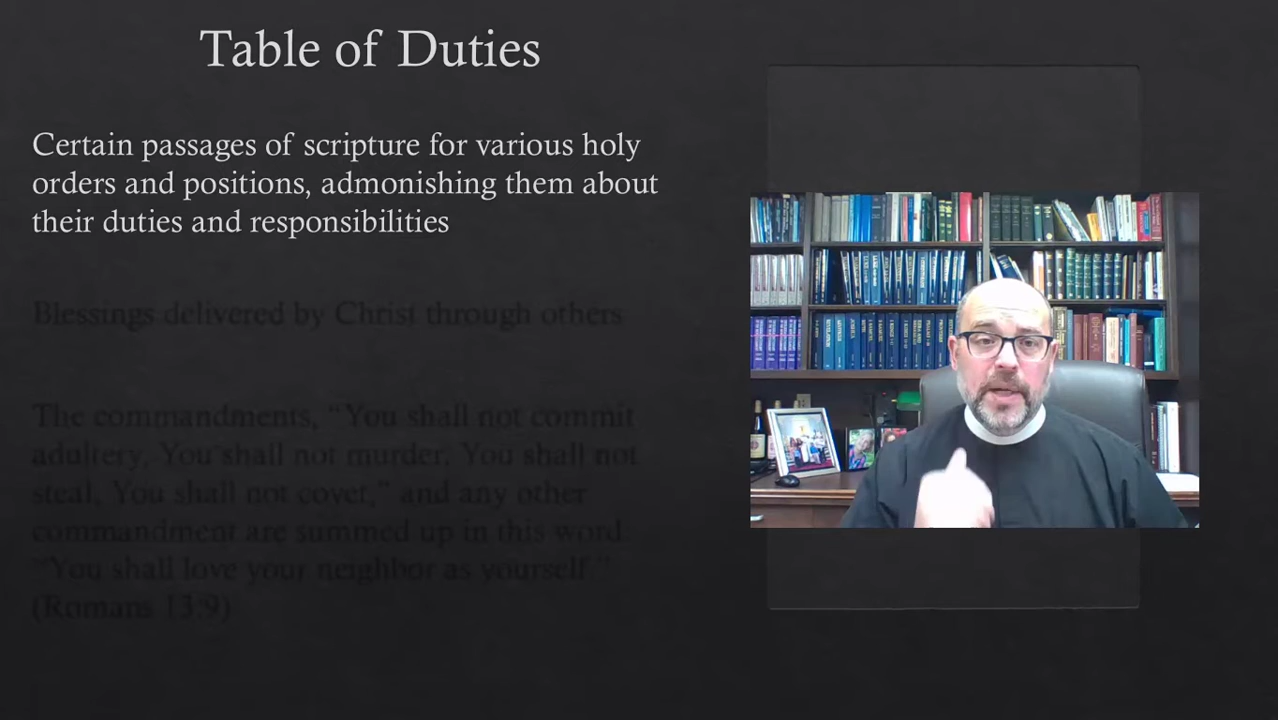 Table of Duties
Certain passages of scripture for various holy
orders and positions, admonishing them about
their duties and responsibilities
Blessings delivered by Christ through others
The commandments, “You shall not commit
adultery, You shall not murder, You shall not
steal, You shall not covet,” and any other
commandment are summed up in this word:
“You shall love your neighbor as yourself.”
(Romans 13:9)